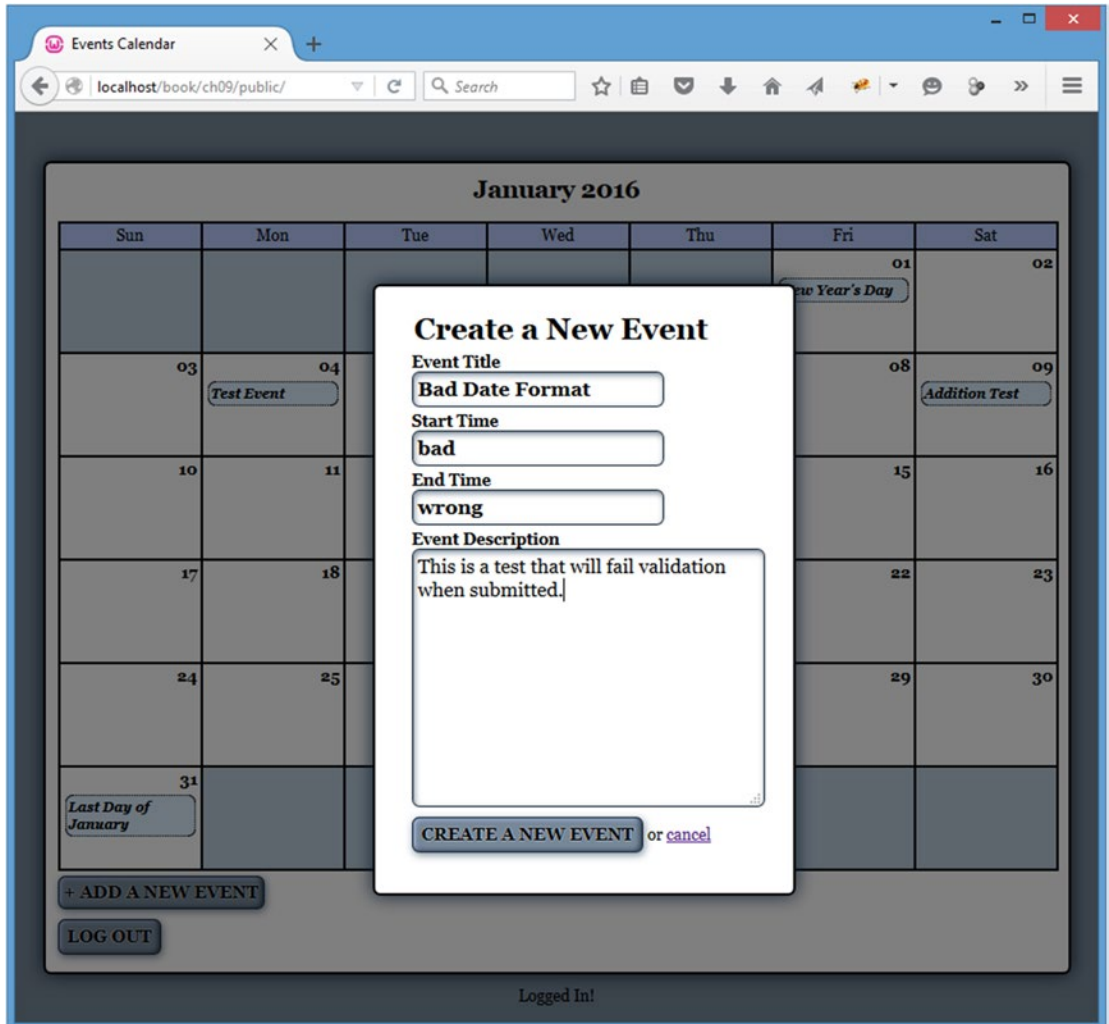 Events Calendar
localhost/book/ch09/public/
Search
January 2016
Sun Mon Tue Wed Thu Fri Sat
01 02
ew Year's Day
Create a New Event
Event Title
Bad Date Format
03 04 08 09
Test Event Addition Test
Start Time
bad
10 11 15 16
End Time
wrong
Event Description
This is a test that will fail validation
when submitted.
17 18 22 23
24 25 29 30
31
Last Day of
January
CREATE A NEW EVENT or cancel
+ ADD A NEW EVENT
LOG OUT
Logged In!